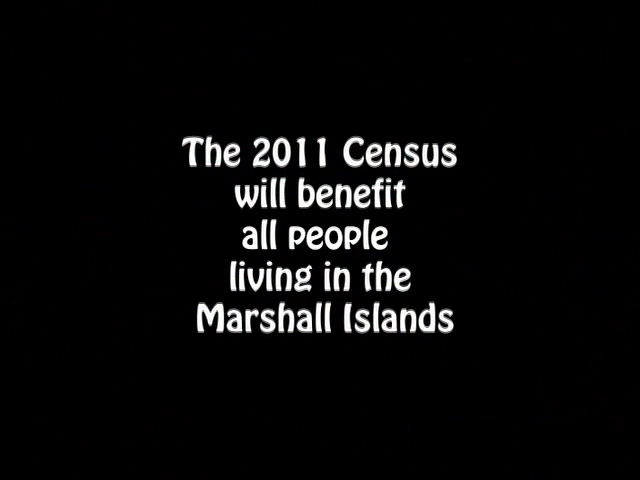 The 2011 Census
will benefit
all people
living in the
Marshall Islands